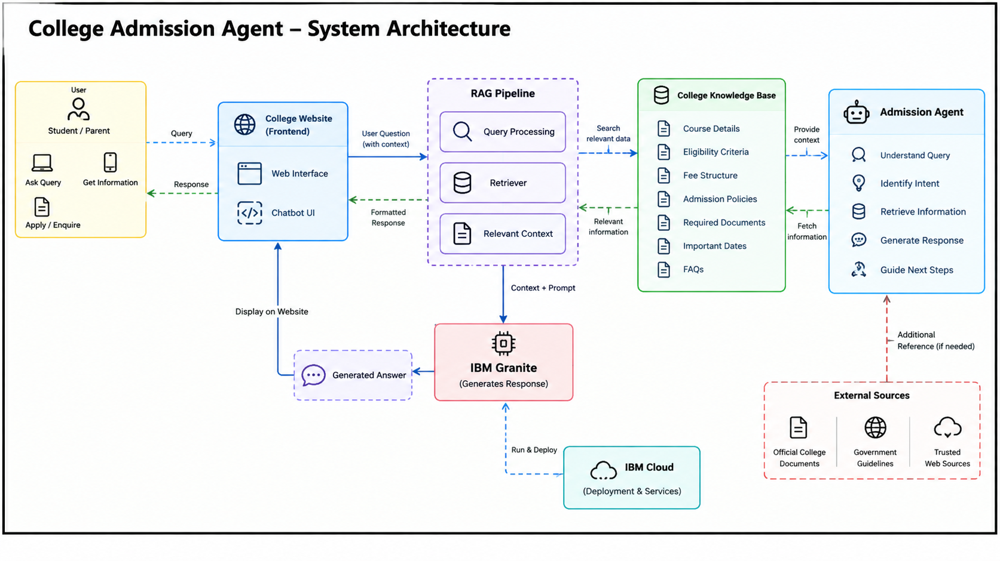 College Admission Agent – System Architecture
User
Student / Parent
Ask Query
Get Information
Apply / Enquire
Query
Response
College Website
(Frontend)
Web Interface
Chatbot UI
User Question
(with context)
Formatted
Response
RAG Pipeline
Query Processing
Retriever
Relevant Context
Search
relevant data
Relevant
information
College Knowledge Base
Course Details
Eligibility Criteria
Fee Structure
Admission Policies
Required Documents
Important Dates
FAQs
Provide
context
Fetch
information
Admission Agent
Understand Query
Identify Intent
Retrieve Information
Generate Response
Guide Next Steps
Context + Prompt
Display on Website
Generated Answer
IBM Granite
(Generates Response)
Run & Deploy
IBM Cloud
(Deployment & Services)
Additional
Reference (if needed)
External Sources
Official College
Documents
Government
Guidelines
Trusted
Web Sources